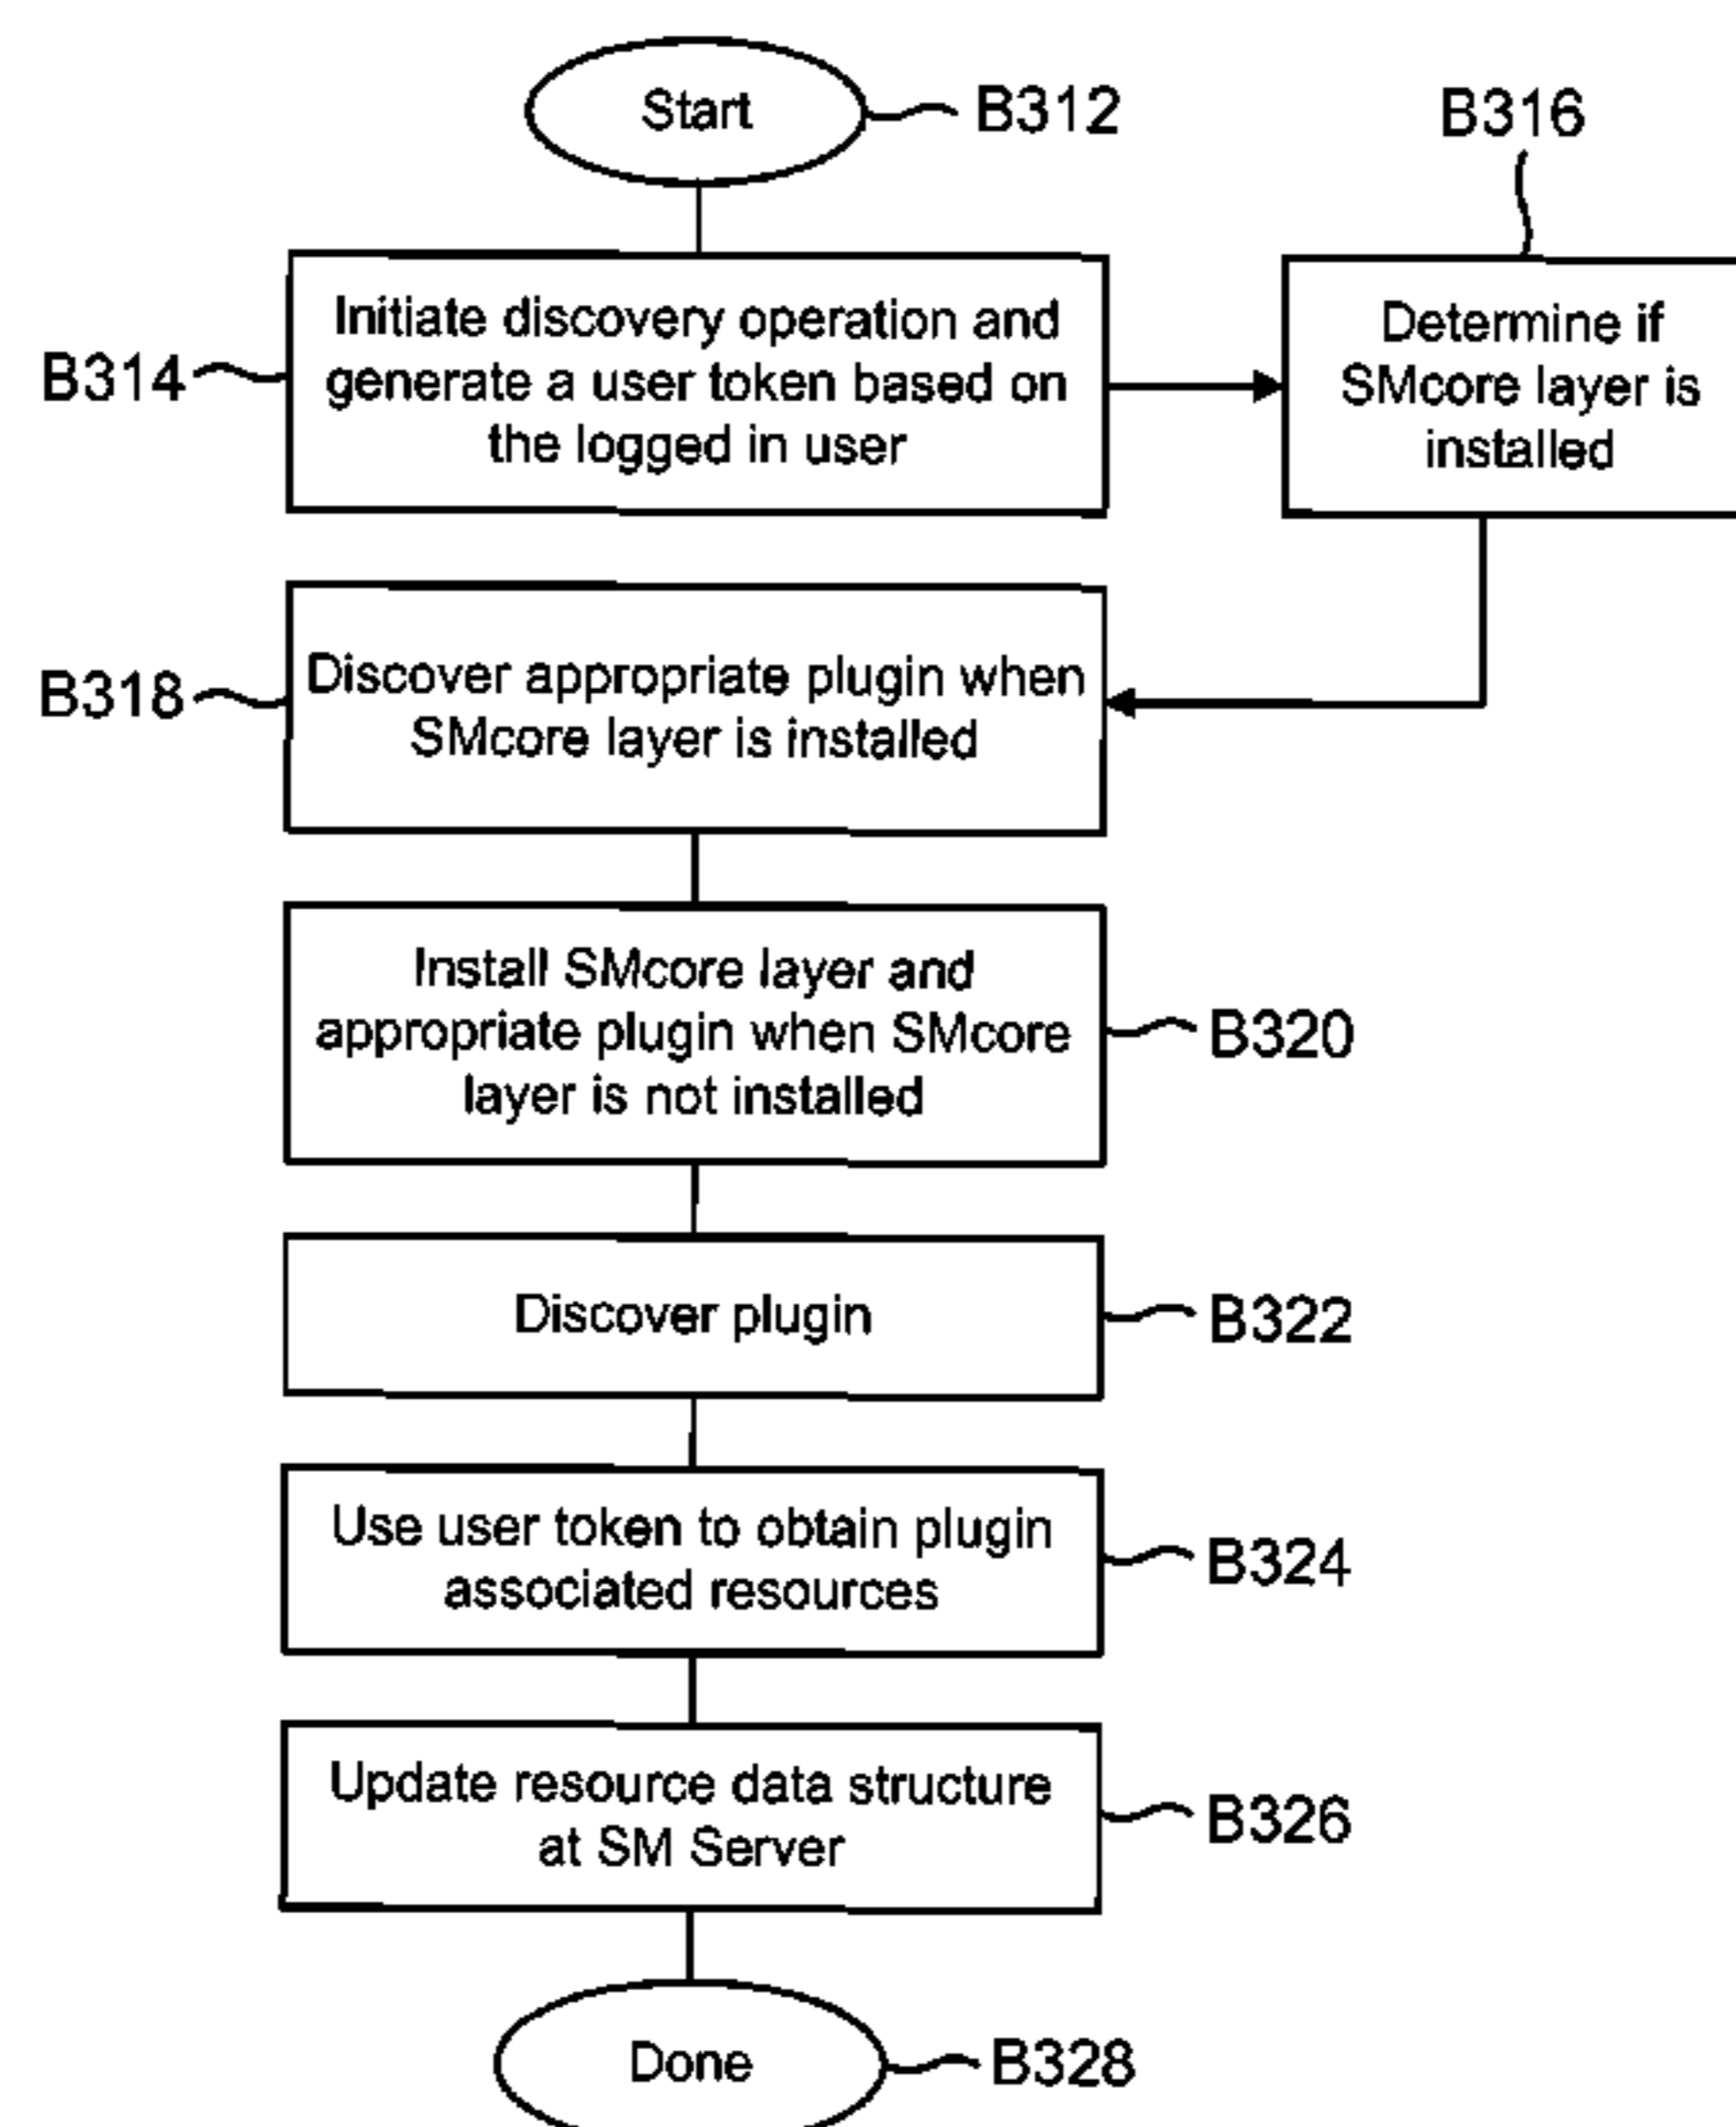 Start
B312
B316
B314
Initiate discovery operation and
generate a user token based on
the logged in user
Determine if
SMcore layer is
installed
B318
Discover appropriate plugin when
SMcore layer is installed
Install SMcore layer and
appropriate plugin when SMcore
layer is not installed
B320
Discover plugin
B322
Use user token to obtain plugin
associated resources
B324
Update resource data structure
at SM Server
B326
Done
B328